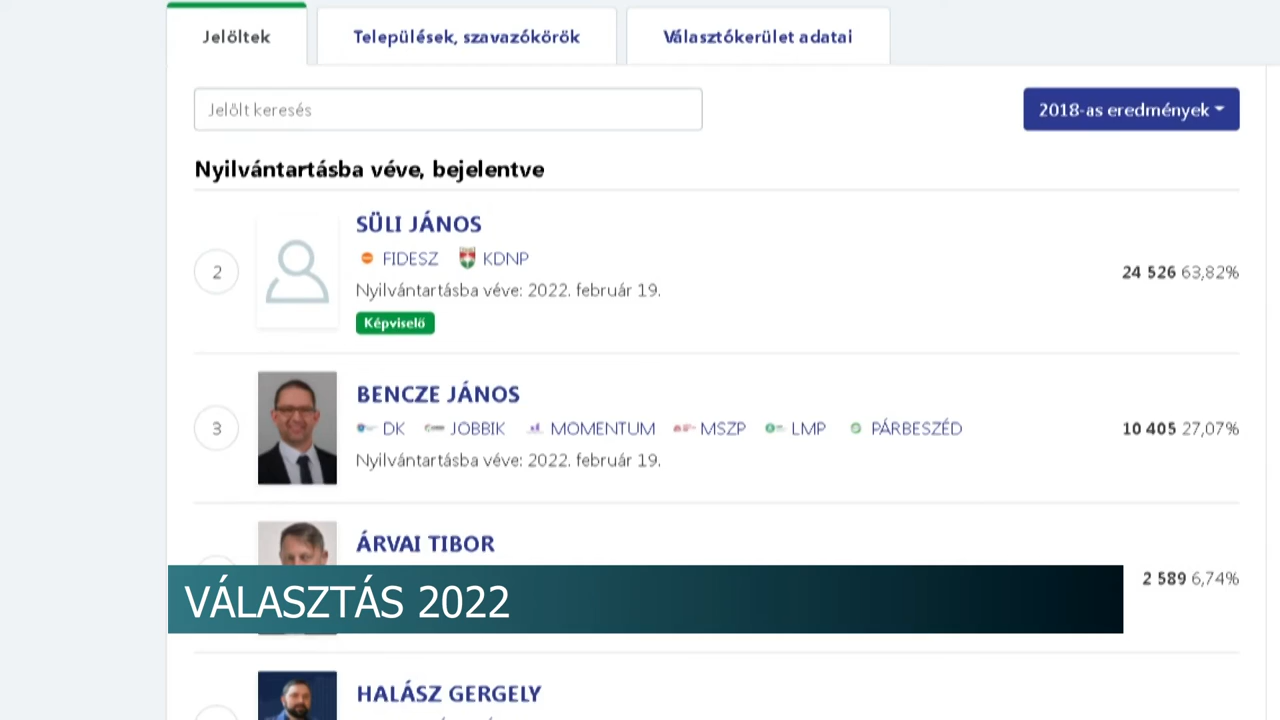 Jelöltek
Települések, szavazókörök
Választókerület adatai
Jelölt keresés
2018-as eredmények
Nyilvántartásba véve, bejelentve
2
SÜLI JÁNOS
FIDESZ KDNP
Nyilvántartásba véve: 2022. február 19.
Képviselő
24 526 63,82%
3
BENCZE JÁNOS
DK JOBBIK MOMENTUM MSZP LMP PÁRBESZÉD
Nyilvántartásba véve: 2022. február 19.
10 405 27,07%
ÁRVAI TIBOR
2 589 6,74%
VÁLASZTÁS 2022
HALÁSZ GERGELY